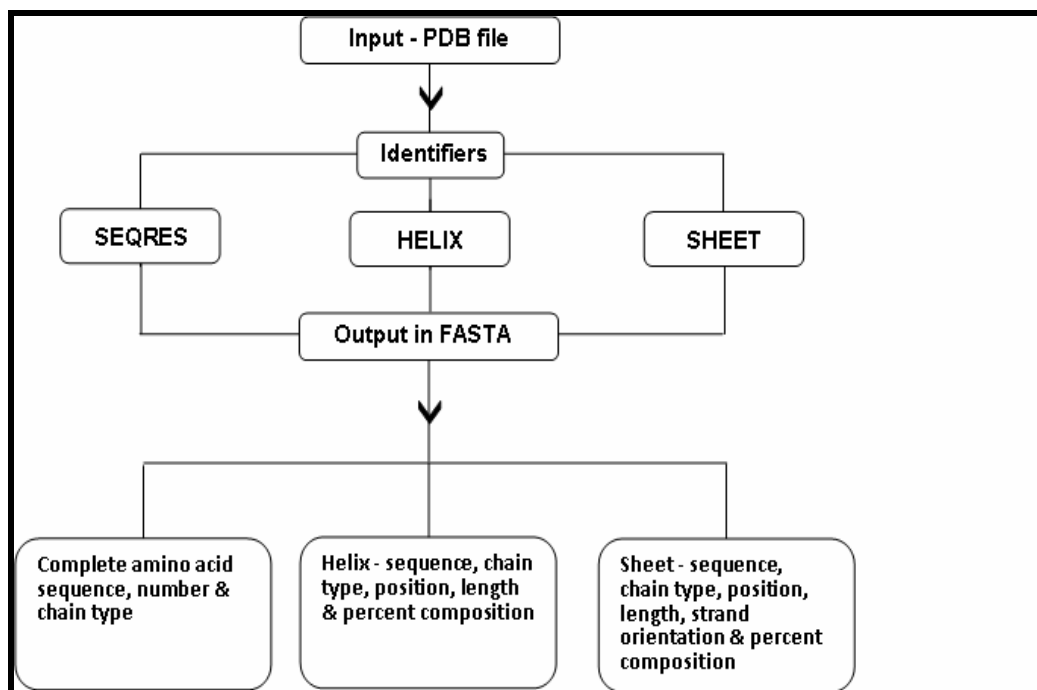 Input - PDB file
Identifiers
SEQRES
HELIX
SHEET
Output in FASTA
Complete amino acid
sequence, number &
chain type
Helix - sequence, chain
type, position, length
& percent composition
Sheet - sequence,
chain type, position,
length, strand
orientation & percent
composition